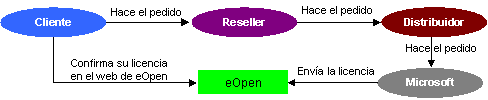 Cliente
Hace el pedido
Reseller
Hace el pedido
Distribuidor
Hace el pedido
Confirma su licencia
en el web de eOpen
eOpen
Envía la licencia
Microsoft